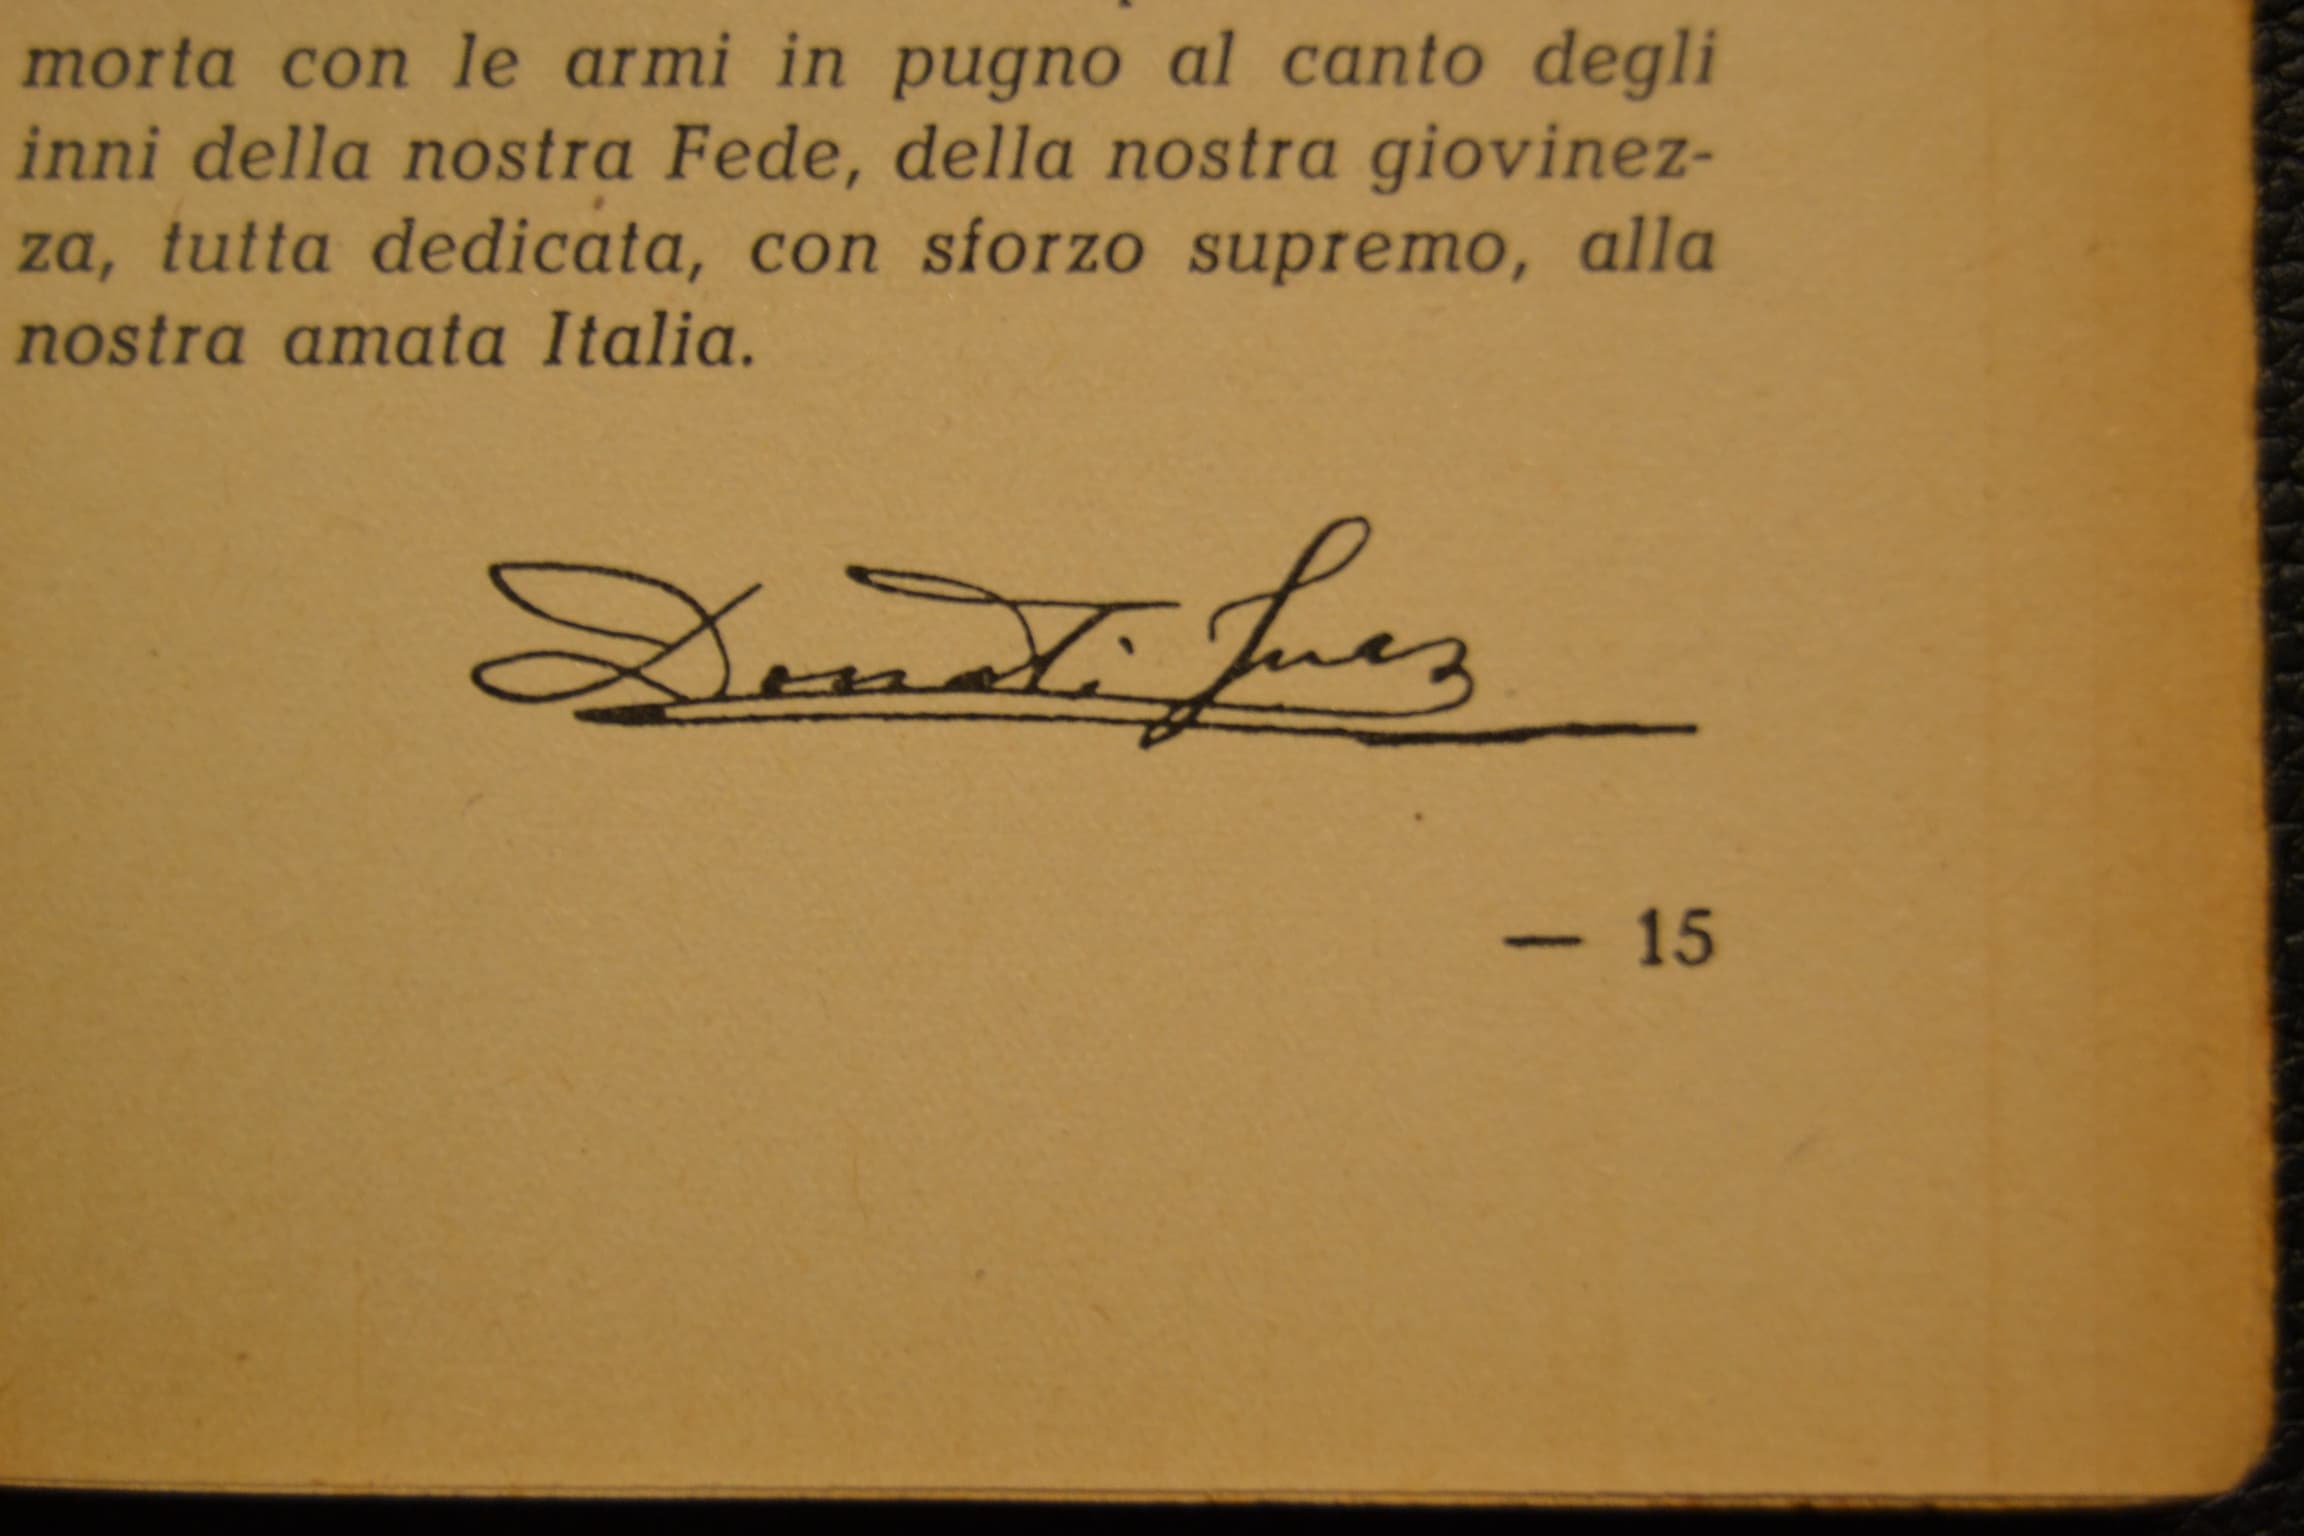 morta con le armi in pugno al canto degli
inni della nostra Fede, della nostra giovinez-
za, tutta dedicata, con sforzo supremo, alla
nostra amata Italia.
Donati
— 15